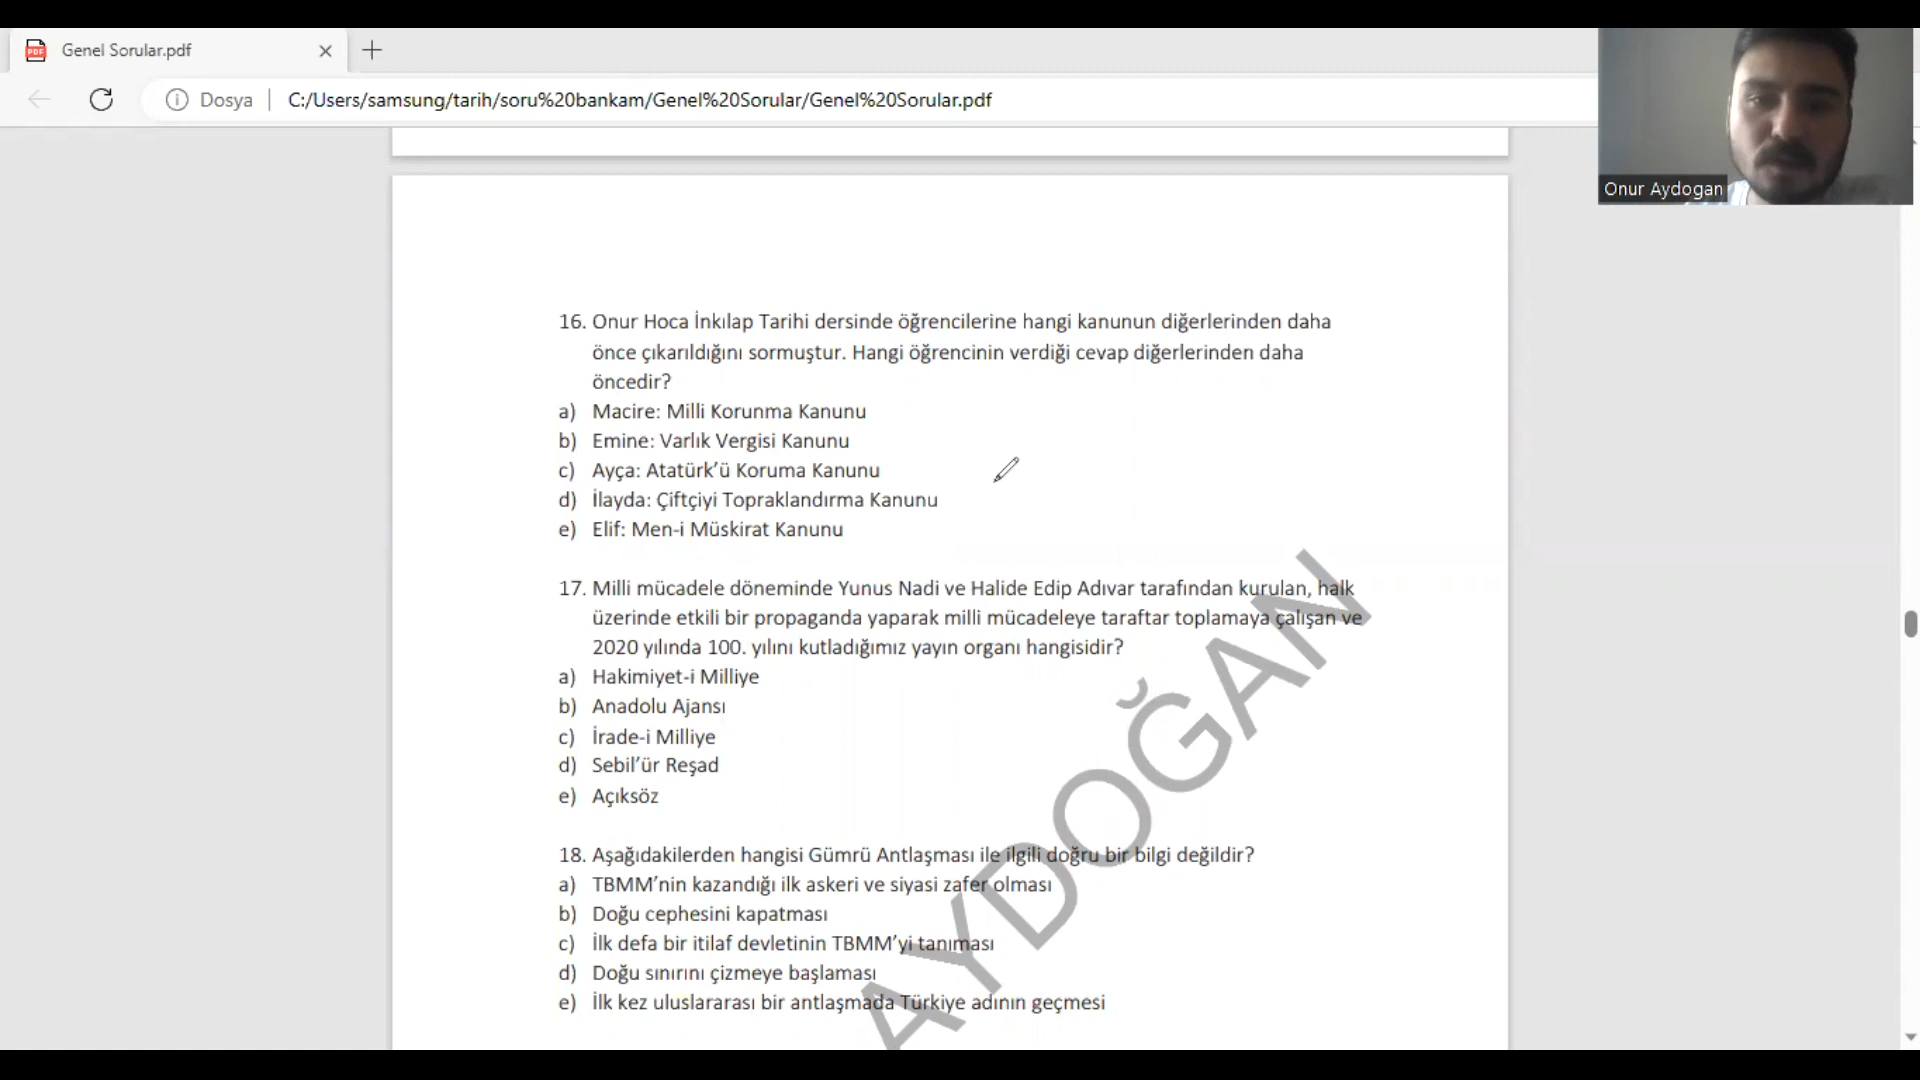 Genel Sorular.pdf
Dosya
C:/Users/samsung/tarih/soru%20bankam/Genel%20Sorular/Genel%20Sorular.pdf
Onur Aydogan
16. Onur Hoca İnkılap Tarihi dersinde öğrencilerine hangi kanunun diğerlerinden daha
önce çıkarıldığını sormuştur. Hangi öğrencinin verdiği cevap diğerlerinden daha
öncedir?
a) Macire: Milli Korunma Kanunu
b) Emine: Varlık Vergisi Kanunu
c) Ayça: Atatürk’ü Koruma Kanunu
d) İlayda: Çiftçiyi Topraklandırma Kanunu
e) Elif: Men-i Müskirat Kanunu
17. Milli mücadele döneminde Yunus Nadi ve Halide Edip Adıvar tarafından kurulan, halk
üzerinde etkili bir propaganda yaparak milli mücadeleye taraftar toplamaya çalışan ve
2020 yılında 100. yılını kutladığımız yayın organı hangisidir?
a) Hakimiyet-i Milliye
b) Anadolu Ajansı
c) İrade-i Milliye
d) Sebil’ür Reşad
e) Açıksöz
18. Aşağıdakilerden hangisi Gümrü Antlaşması ile ilgili doğru bir bilgi değildir?
a) TBMM’nin kazandığı ilk askeri ve siyasi zafer olması
b) Doğu cephesini kapatması
c) İlk defa bir itilaf devletinin TBMM’yi tanıması
d) Doğu sınırını çizmeye başlaması
e) İlk kez uluslararası bir antlaşmada Türkiye adının geçmesi
AYDOĞAN